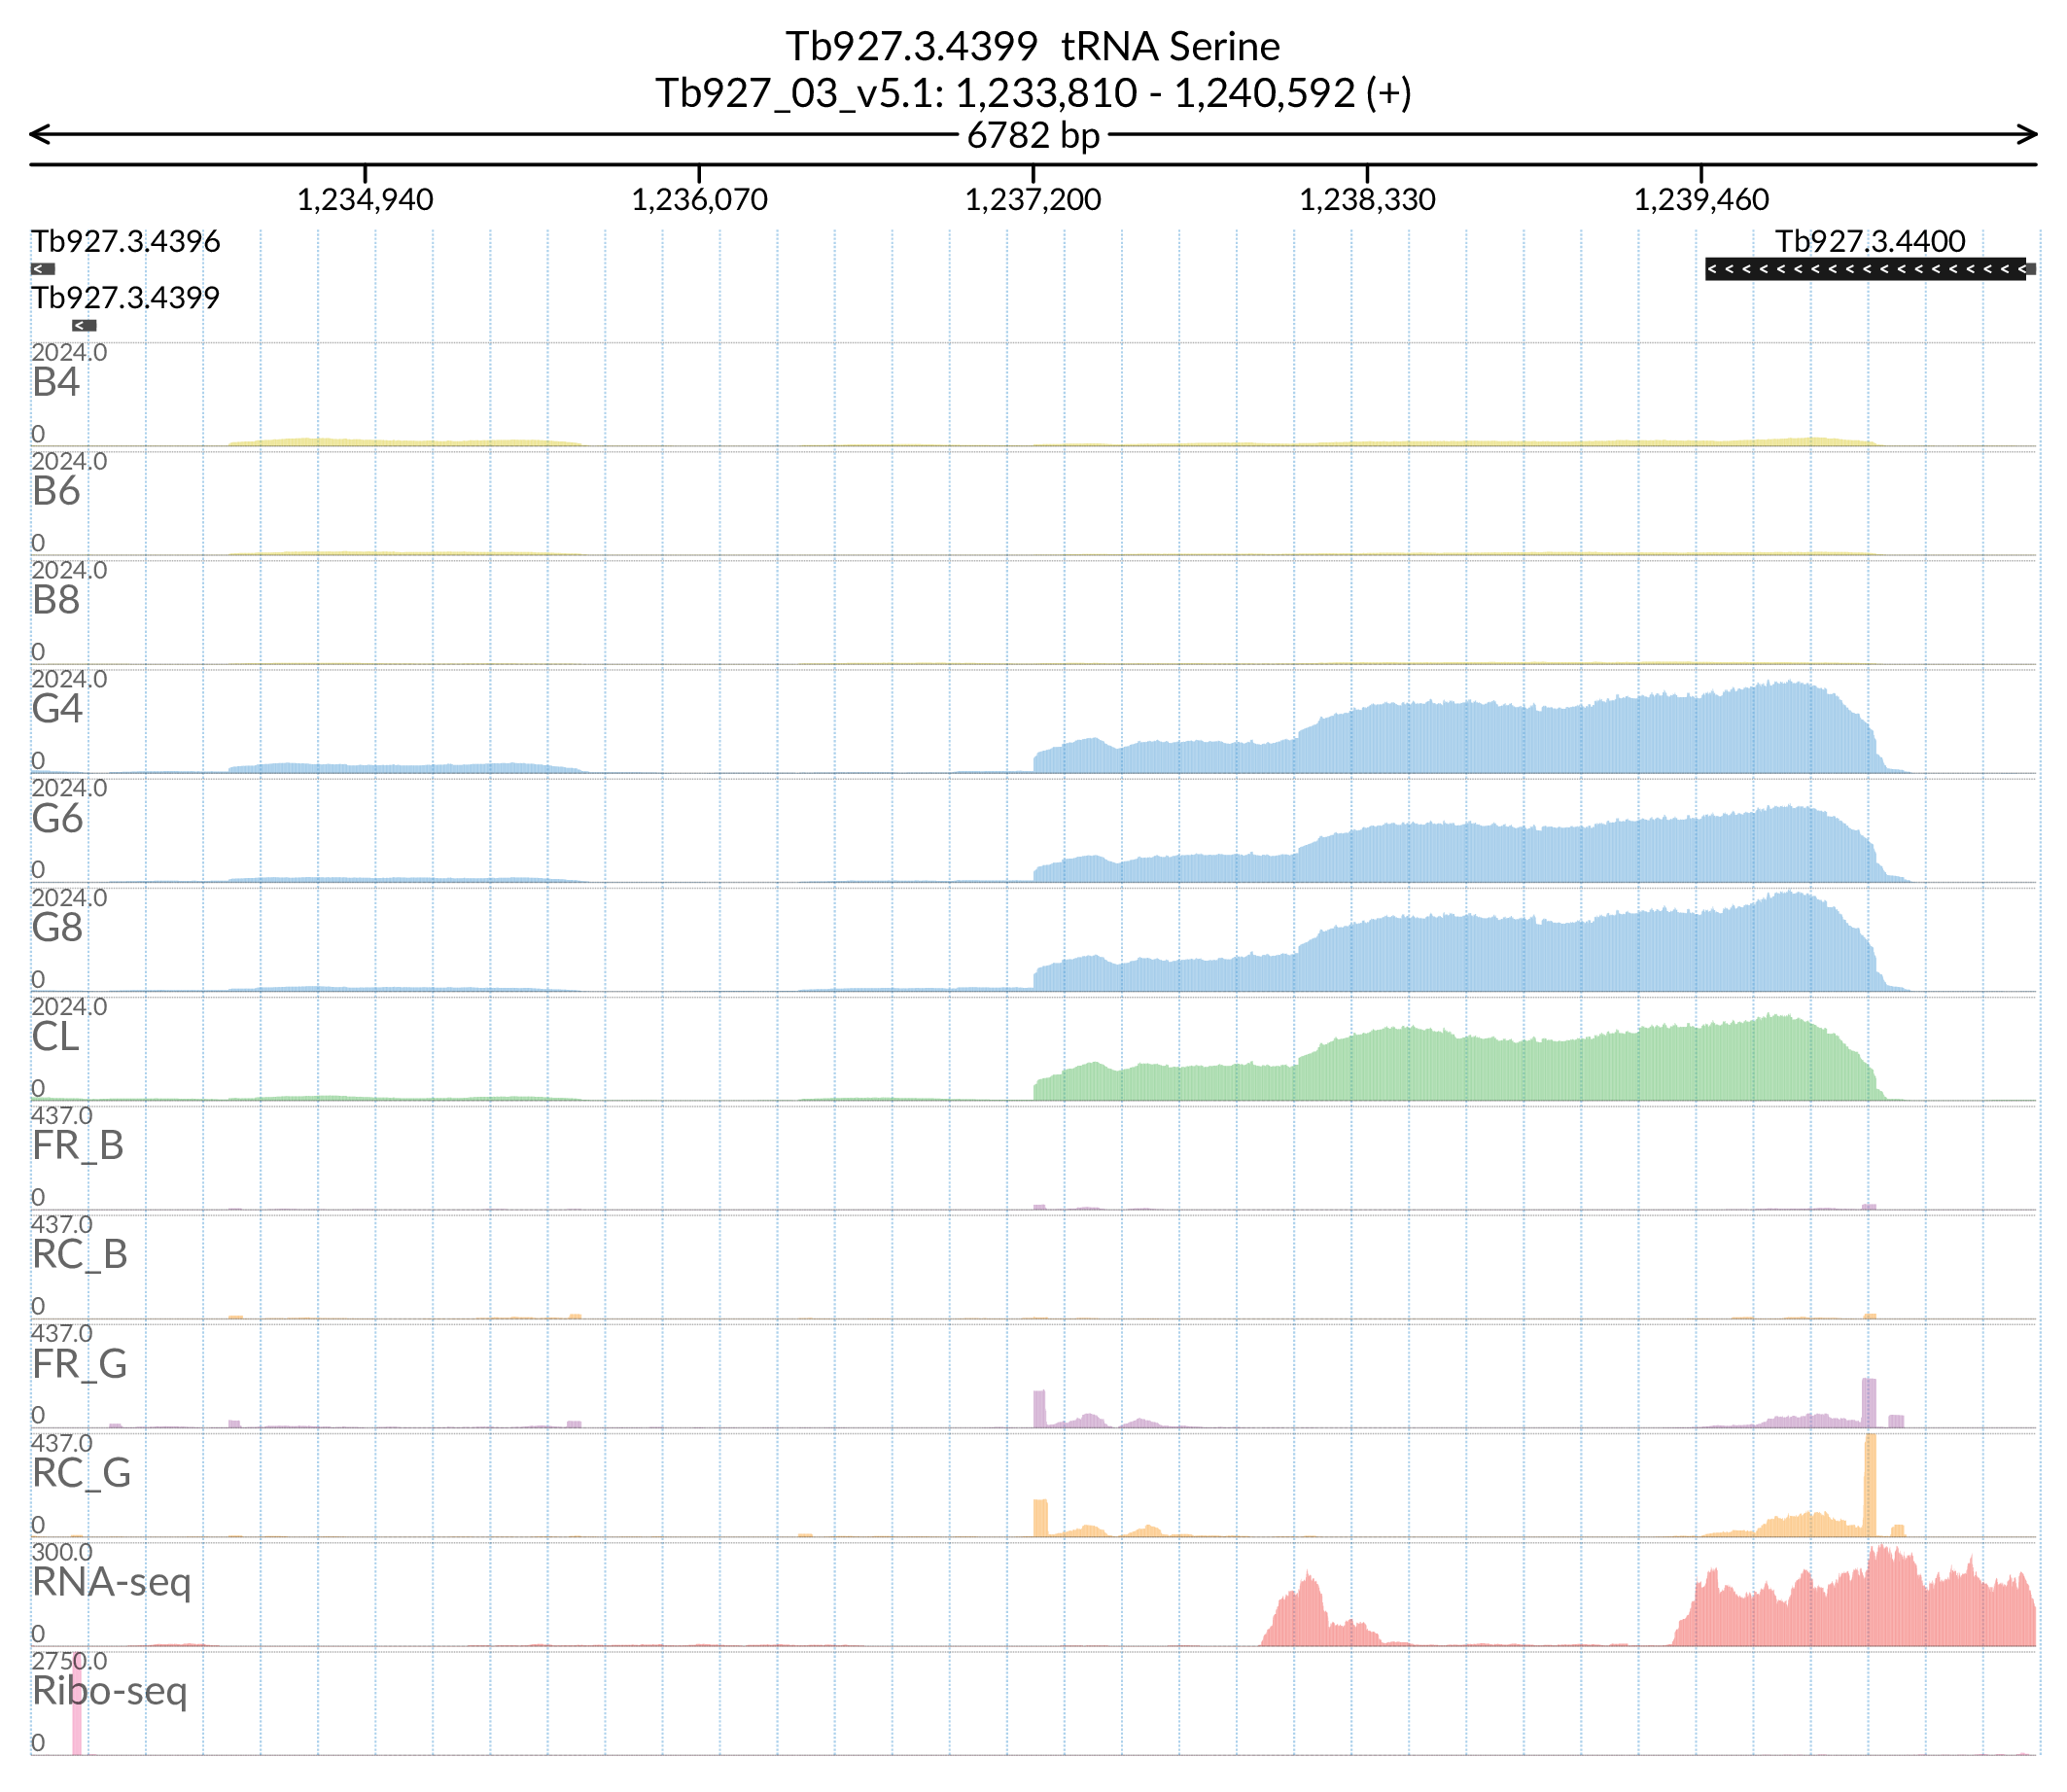 Tb927.3.4399  tRNA Serine
Tb927_03_v5.1: 1,233,810 - 1,240,592 (+)
6782 bp
1,234,940 1,236,070 1,237,200 1,238,330 1,239,460
Tb927.3.4396 Tb927.3.4400
Tb927.3.4399
2024.0
B4
0
2024.0
B6
0
2024.0
B8
0
2024.0
G4
0
2024.0
G6
0
2024.0
G8
0
2024.0
CL
0
437.0
FR_B
0
437.0
RC_B
0
437.0
FR_G
0
437.0
RC_G
0
300.0
RNA-seq
0
2750.0
Ribo-seq
0